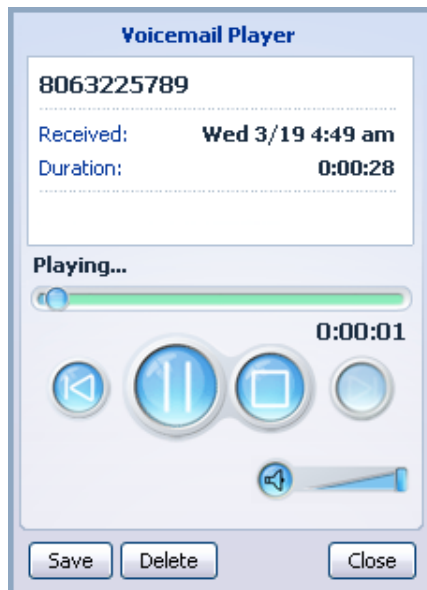 Voicemail Player
8063225789
Received: Wed 3/19 4:49 am
Duration: 0:00:28
Playing...
0:00:01
Save Delete Close